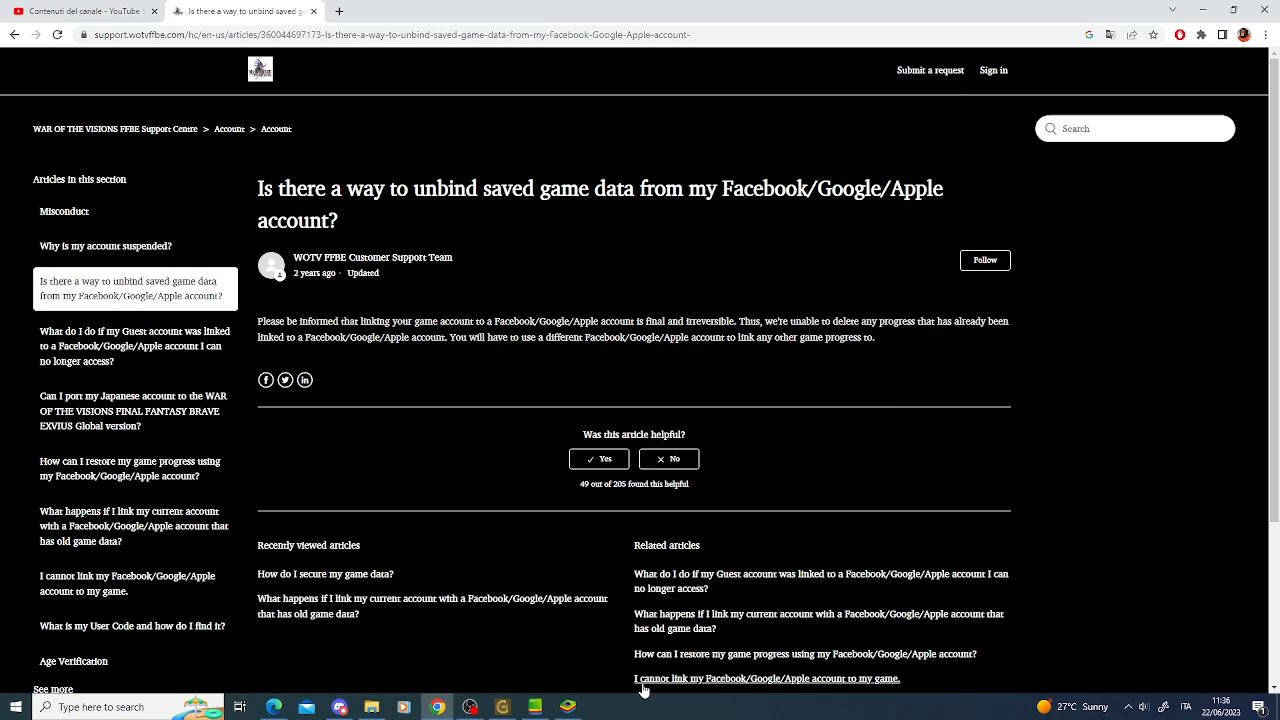 Contenuti del canale - YouTube S
Is there a way to unbind saved ga
support.wotvffbe.com/hc/en-us/articles/360044697173-Is-there-a-way-to-unbind-saved-game-data-from-my-Facebook-Google-Apple-account-
Submit a request
Sign in
WAR OF THE VISIONS FFBE Support Centre > Account > Account
Search
Articles in this section
Misconduct
Why is my account suspended?
Is there a way to unbind saved game data
from my Facebook/Google/Apple account?
What do I do if my Guest account was linked
to a Facebook/Google/Apple account I can
no longer access?
Can I port my Japanese account to the WAR
OF THE VISIONS FINAL FANTASY BRAVE
EXVIUS Global version?
How can I restore my game progress using
my Facebook/Google/Apple account?
What happens if I link my current account
with a Facebook/Google/Apple account that
has old game data?
I cannot link my Facebook/Google/Apple
account to my game.
What is my User Code and how do I find it?
Age Verification
See more
Is there a way to unbind saved game data from my Facebook/Google/Apple
account?
WOTV FFBE Customer Support Team
2 years ago · Updated
Follow
Please be informed that linking your game account to a Facebook/Google/Apple account is final and irreversible. Thus, we're unable to delete any progress that has already been
linked to a Facebook/Google/Apple account. You will have to use a different Facebook/Google/Apple account to link any other game progress to.
Was this article helpful?
Yes
No
49 out of 205 found this helpful
Recently viewed articles
How do I secure my game data?
What happens if I link my current account with a Facebook/Google/Apple account
that has old game data?
Related articles
What do I do if my Guest account was linked to a Facebook/Google/Apple account I can
no longer access?
What happens if I link my current account with a Facebook/Google/Apple account that
has old game data?
How can I restore my game progress using my Facebook/Google/Apple account?
I cannot link my Facebook/Google/Apple account to my game.
Type here to search
27°C Sunny
ITA
11:36
22/06/2023